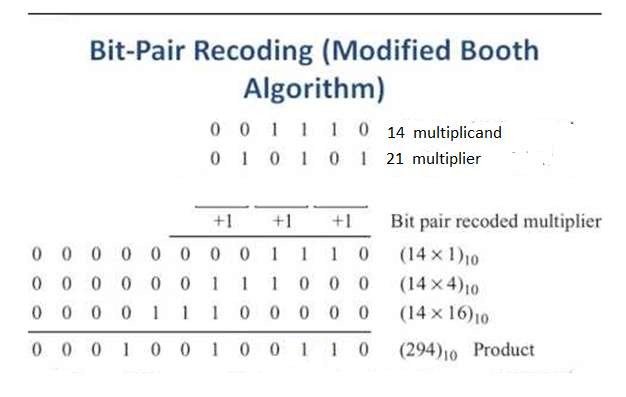 Bit-Pair Recoding (Modified Booth
Algorithm)
0 0 1 1 1 0 14 multiplicand
0 1 0 1 0 1 21 multiplier
+1 +1 +1 Bit pair recoded multiplier
0 0 0 0 0 0 0 0 1 1 1 0 (14 × 1)10
0 0 0 0 0 0 1 1 1 0 0 0 (14 × 4)10
0 0 0 0 1 1 1 0 0 0 0 0 (14 × 16)10
0 0 0 1 0 0 1 0 0 1 1 0 (294)10 Product